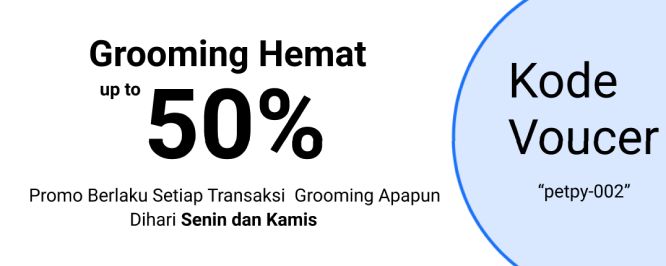 Grooming Hemat
up to
50%
Promo Berlaku Setiap Transaksi  Grooming Apapun
Dihari Senin dan Kamis
Kode
Voucer
“petpy-002”